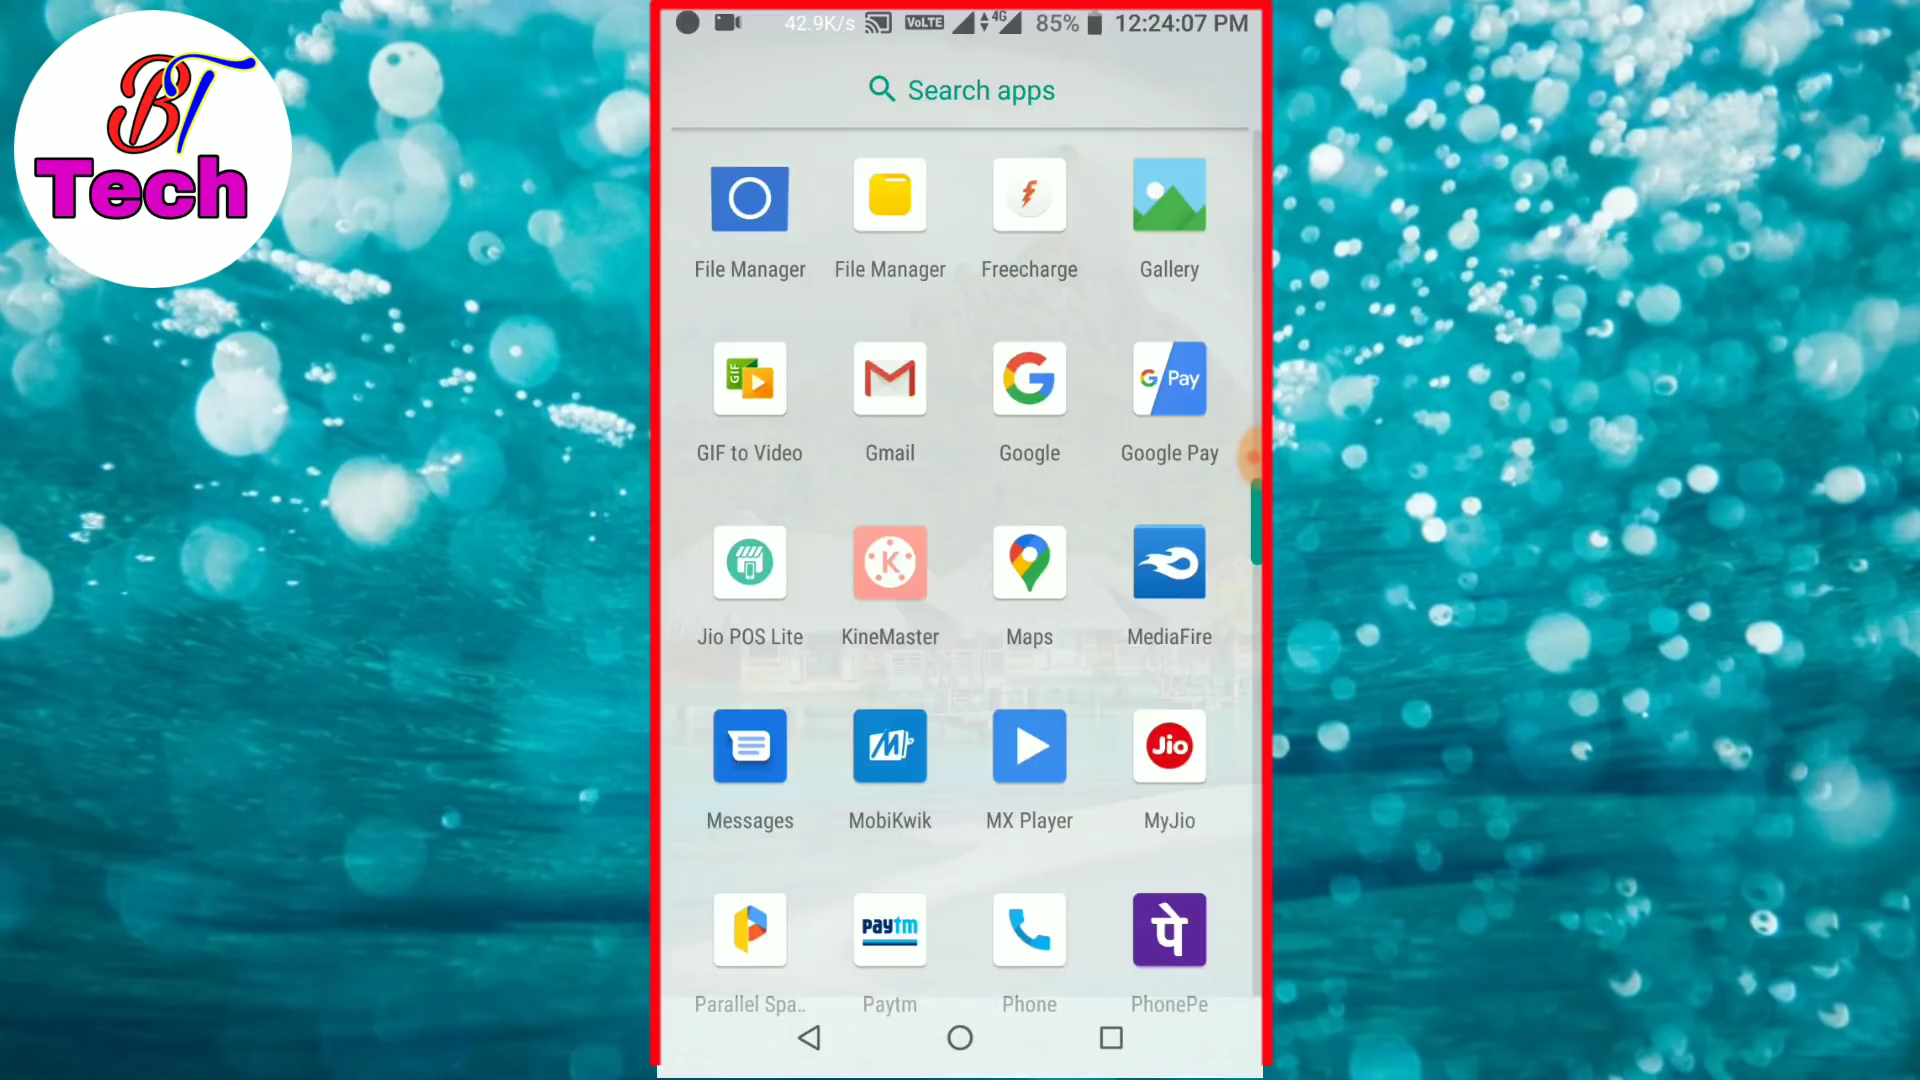 BT
Tech
42.9K/s VoLTE 4G 85% 12:24:07 PM
Search apps
File Manager File Manager Freecharge Gallery
GIF
G Pay
GIF to Video Gmail Google Google Pay
K
Jio POS Lite KineMaster Maps MediaFire
Jio
Messages MobiKwik MX Player MyJio
paytm पे
Parallel Spa.. Paytm Phone PhonePe